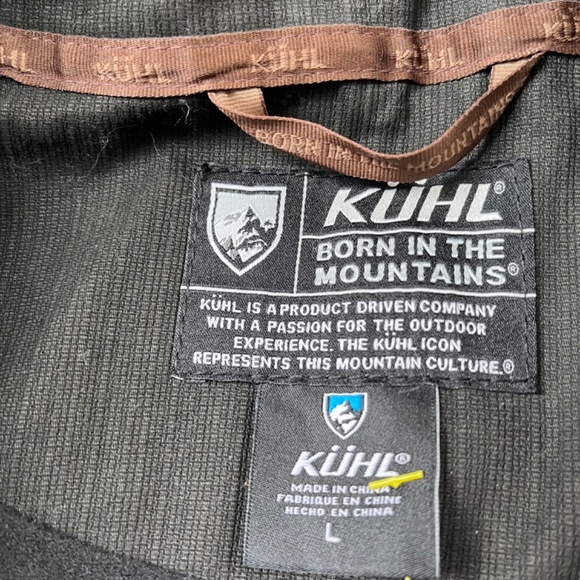 KÜHL KÜHL KÜHL KÜHL KÜHL
BORN IN THE MOUNTAINS
KÜHL®
BORN IN THE
MOUNTAINS®
KÜHL IS A PRODUCT DRIVEN COMPANY
WITH A PASSION FOR THE OUTDOOR
EXPERIENCE. THE KÜHL ICON
REPRESENTS THIS MOUNTAIN CULTURE.®
KÜHL®
MADE IN CHINA
FABRIQUE EN CHINE
HECHO EN CHINA
L